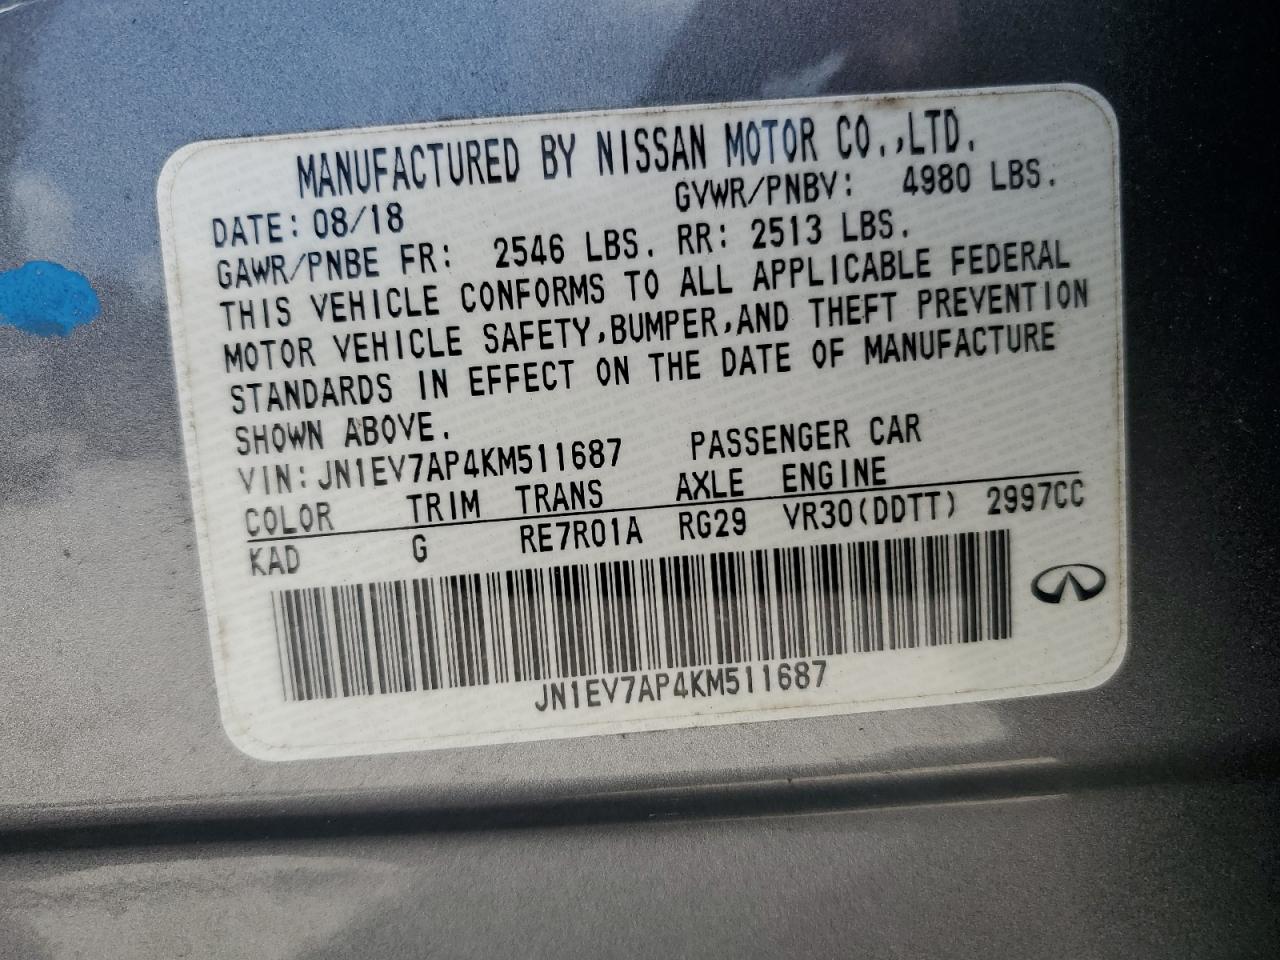 MANUFACTURED BY NISSAN MOTOR CO.,LTD.
DATE: 08/18 GVWR/PNBV: 4980 LBS.
GAWR/PNBE FR: 2546 LBS. RR: 2513 LBS.
THIS VEHICLE CONFORMS TO ALL APPLICABLE FEDERAL
MOTOR VEHICLE SAFETY,BUMPER,AND THEFT PREVENTION
STANDARDS IN EFFECT ON THE DATE OF MANUFACTURE
SHOWN ABOVE.
VIN: JN1EV7AP4KM511687 PASSENGER CAR
COLOR TRIM TRANS AXLE ENGINE
KAD G RE7R01A RG29 VR30(DDTT) 2997CC
JN1EV7AP4KM511687